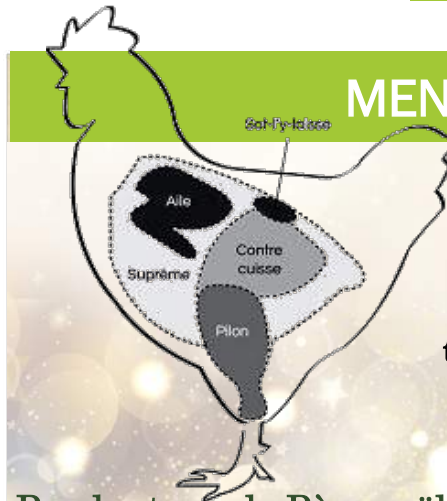 MEN
Sot-l'y-laisse
Aile
Contre
cuisse
Suprême
Pilon
t